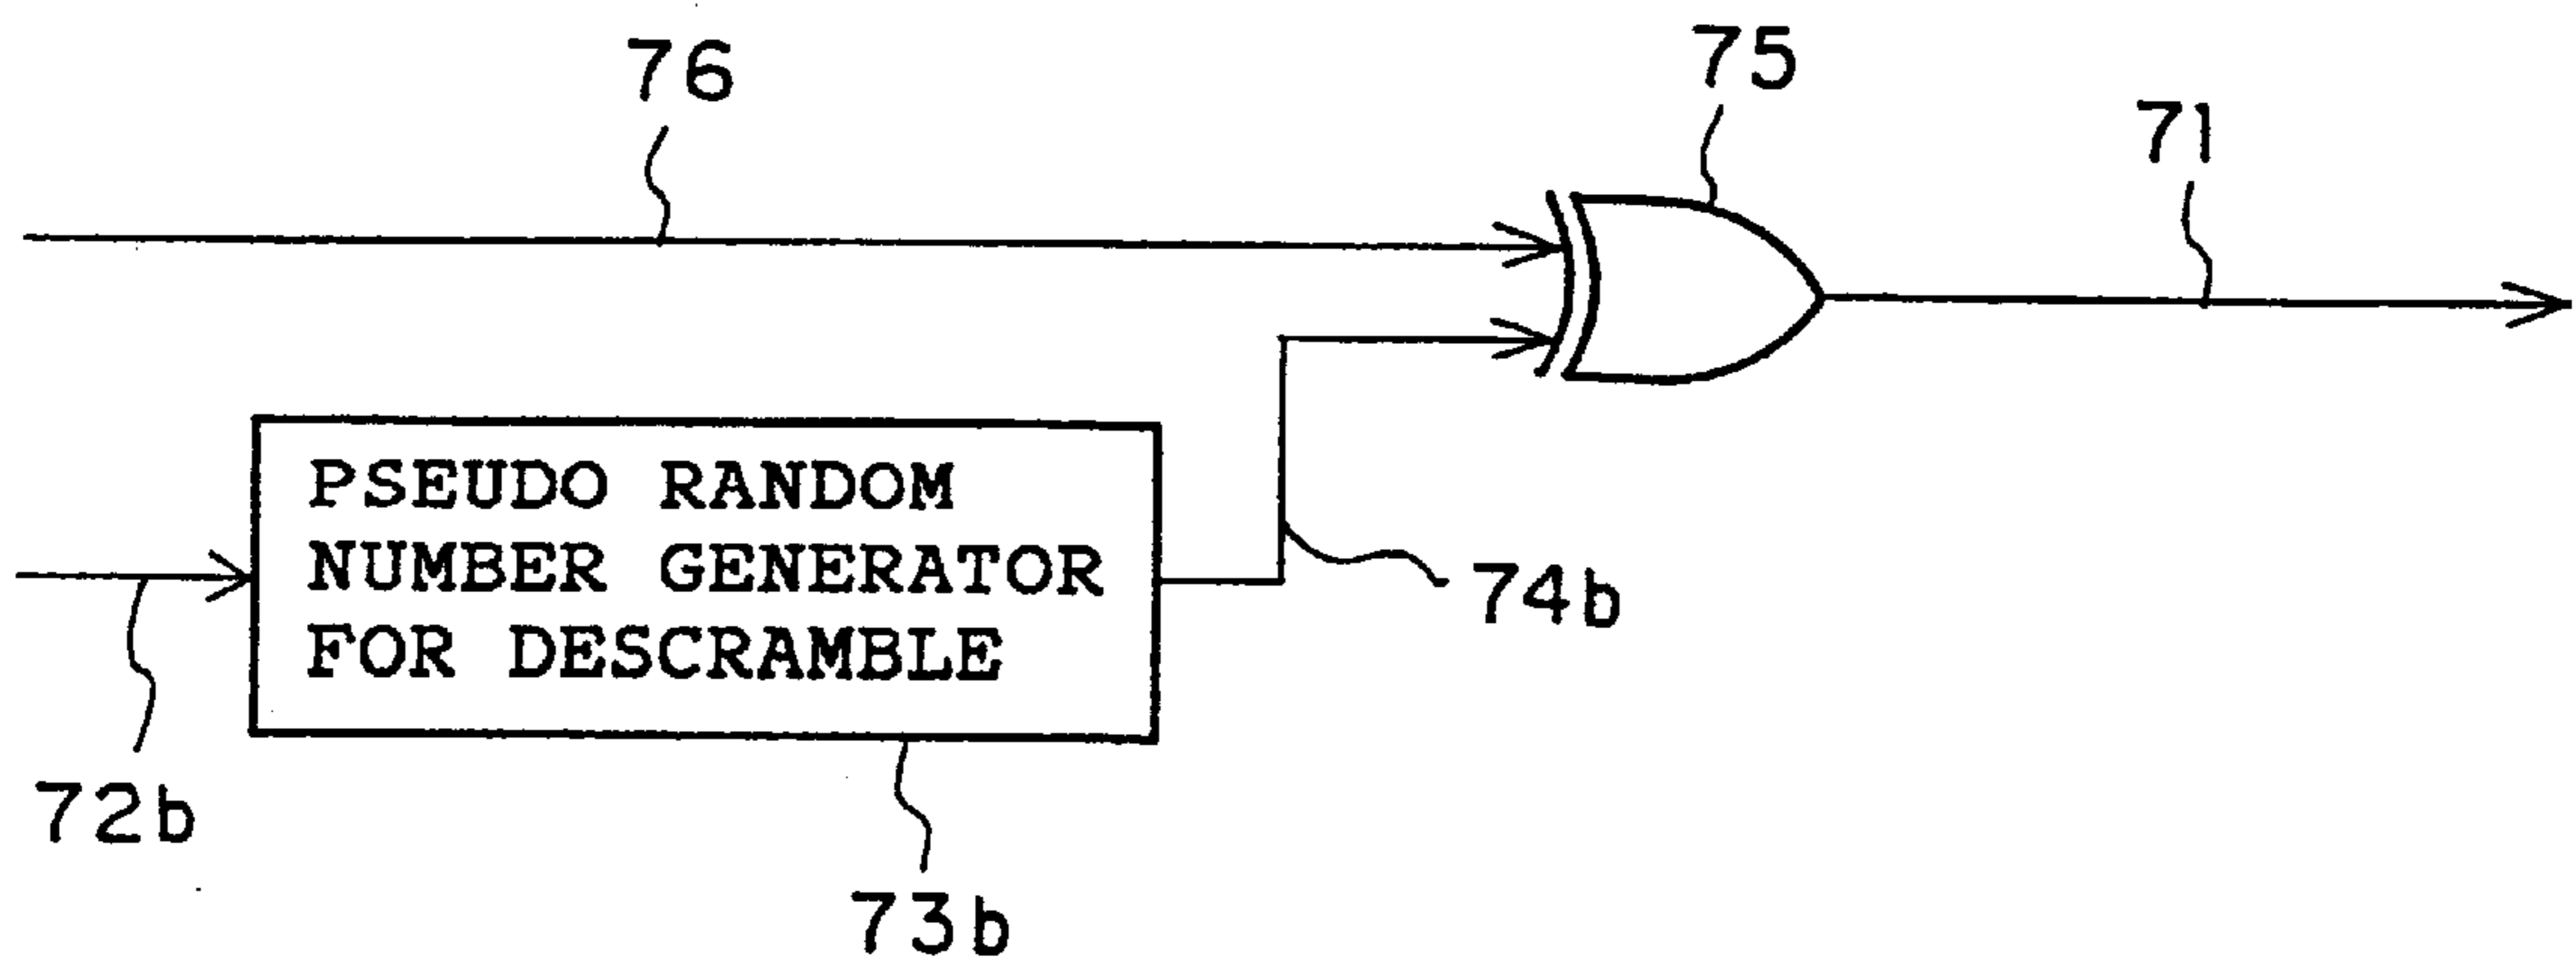 76
75
71
PSEUDO RANDOM
NUMBER GENERATOR
FOR DESCRAMBLE
74b
72b
73b